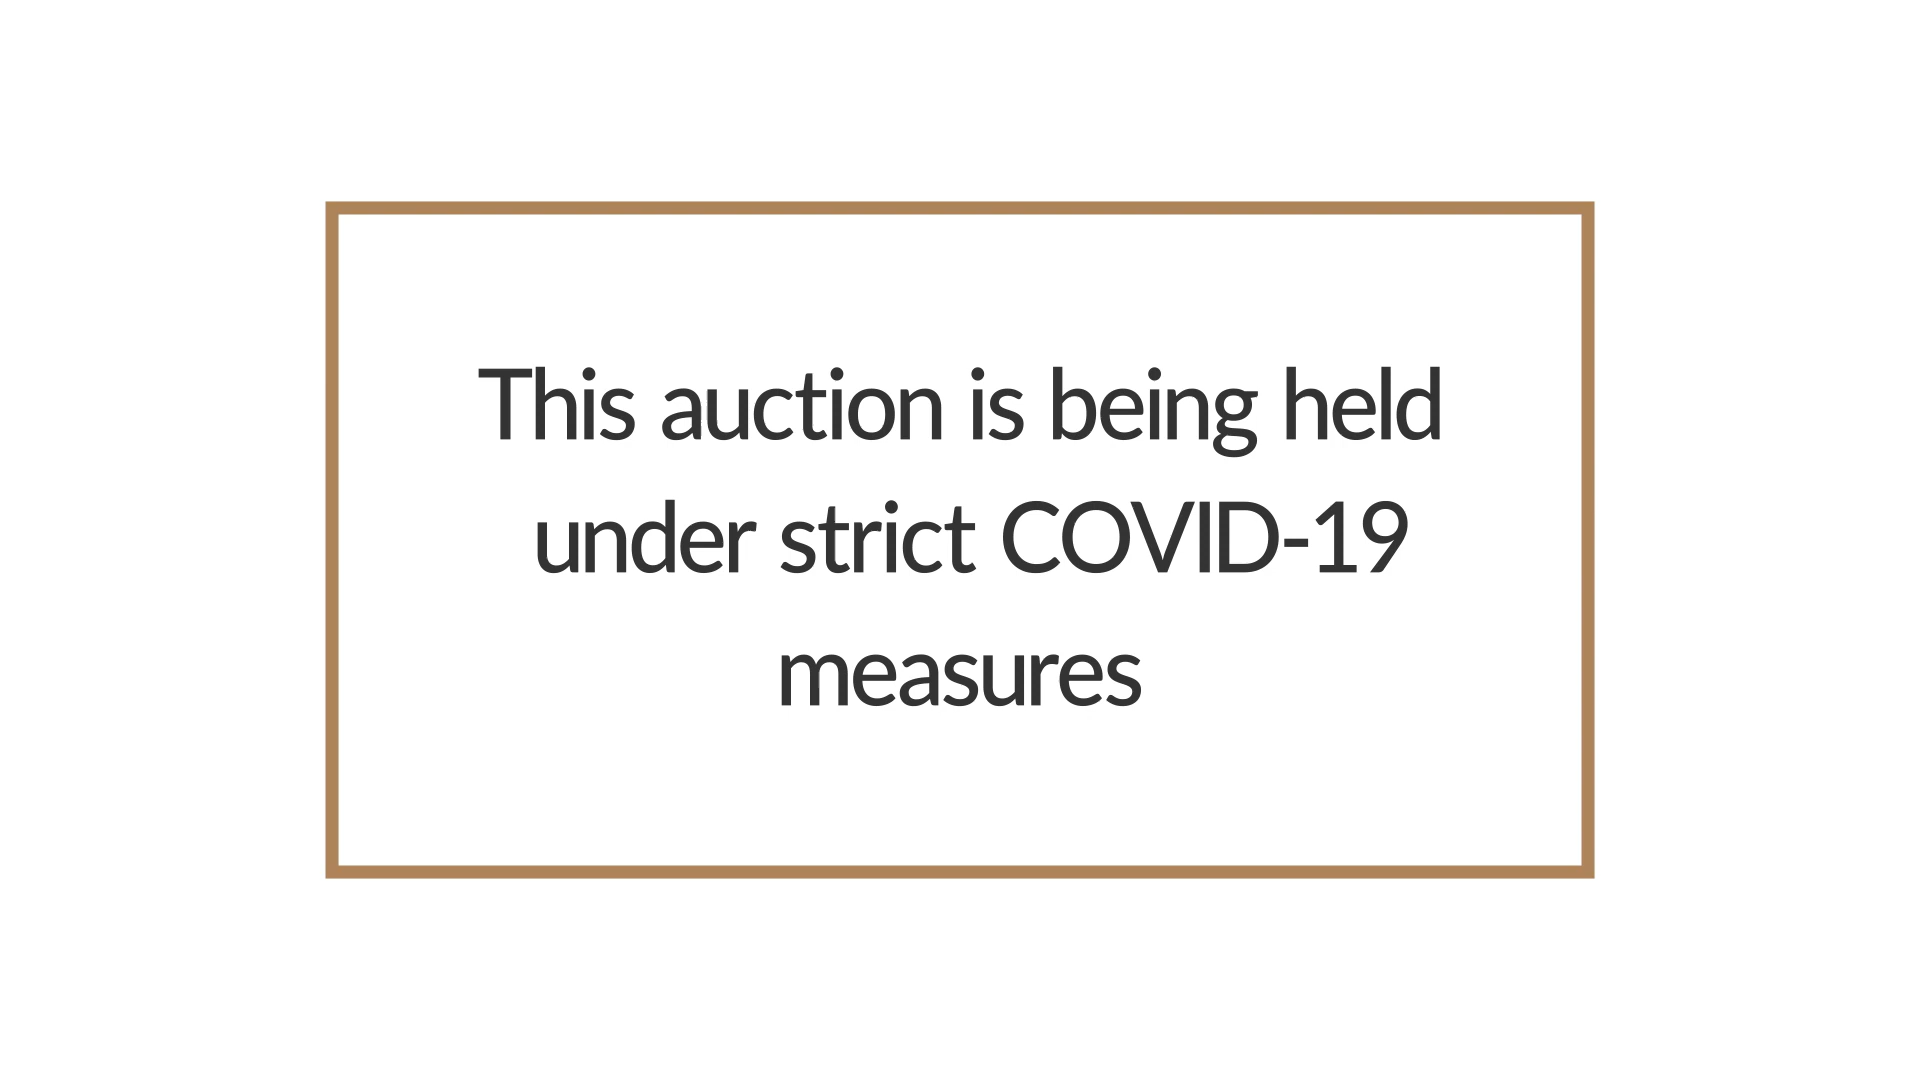 This auction is being held
under strict COVID-19
measures